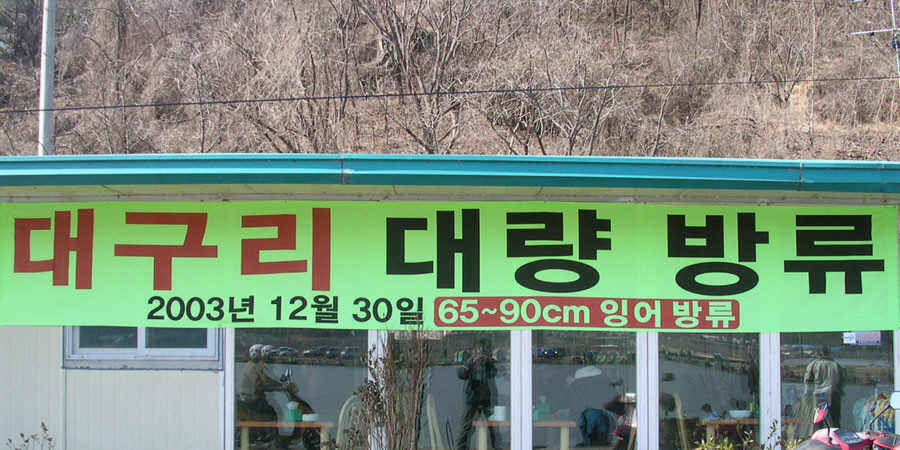 대구리 대량 방류
2003년 12월 30일 65~90cm 잉어 방류